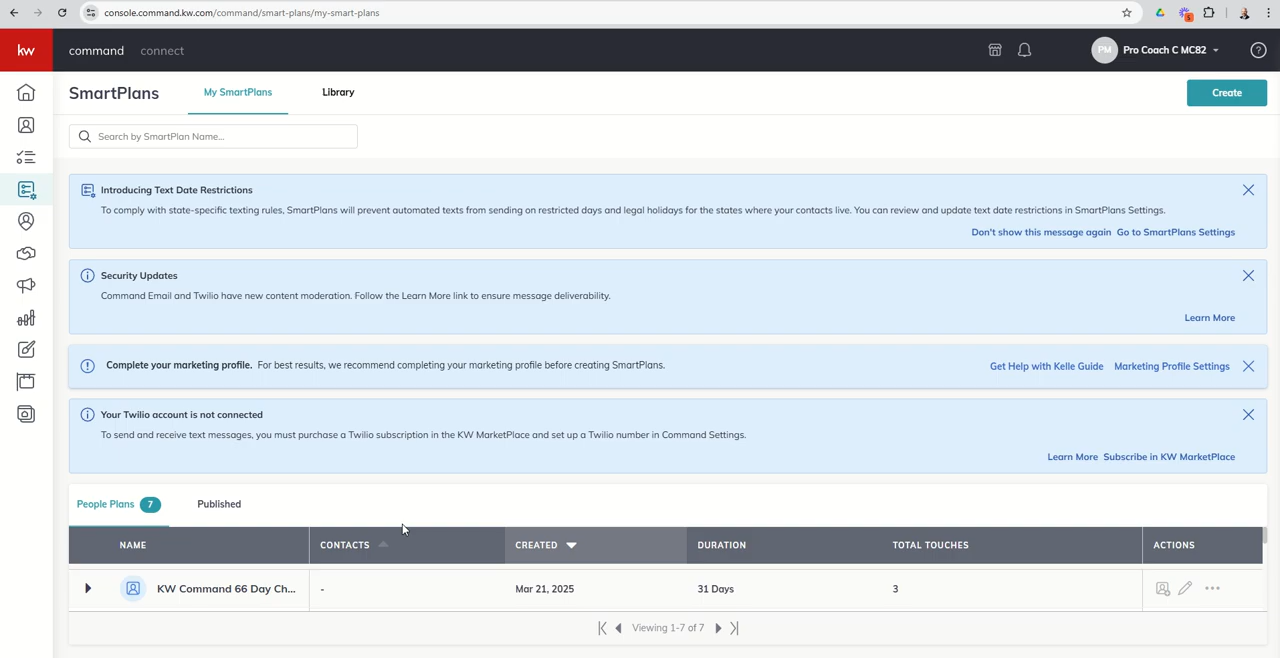 console.command.kw.com/command/smart-plans/my-smart-plans
5
kw command connect PM Pro Coach C MC82
SmartPlans My SmartPlans Library Create
Search by SmartPlan Name...
Introducing Text Date Restrictions
To comply with state-specific texting rules, SmartPlans will prevent automated texts from sending on restricted days and legal holidays for the states where your contacts live. You can review and update text date restrictions in SmartPlans Settings.
Don't show this message again Go to SmartPlans Settings
Security Updates
Command Email and Twilio have new content moderation. Follow the Learn More link to ensure message deliverability.
Learn More
Complete your marketing profile. For best results, we recommend completing your marketing profile before creating SmartPlans. Get Help with Kelle Guide Marketing Profile Settings
Your Twilio account is not connected
To send and receive text messages, you must purchase a Twilio subscription in the KW MarketPlace and set up a Twilio number in Command Settings.
Learn More Subscribe in KW MarketPlace
People Plans 7 Published
NAME CONTACTS CREATED DURATION TOTAL TOUCHES ACTIONS
KW Command 66 Day Ch... - Mar 21, 2025 31 Days 3
Viewing 1-7 of 7